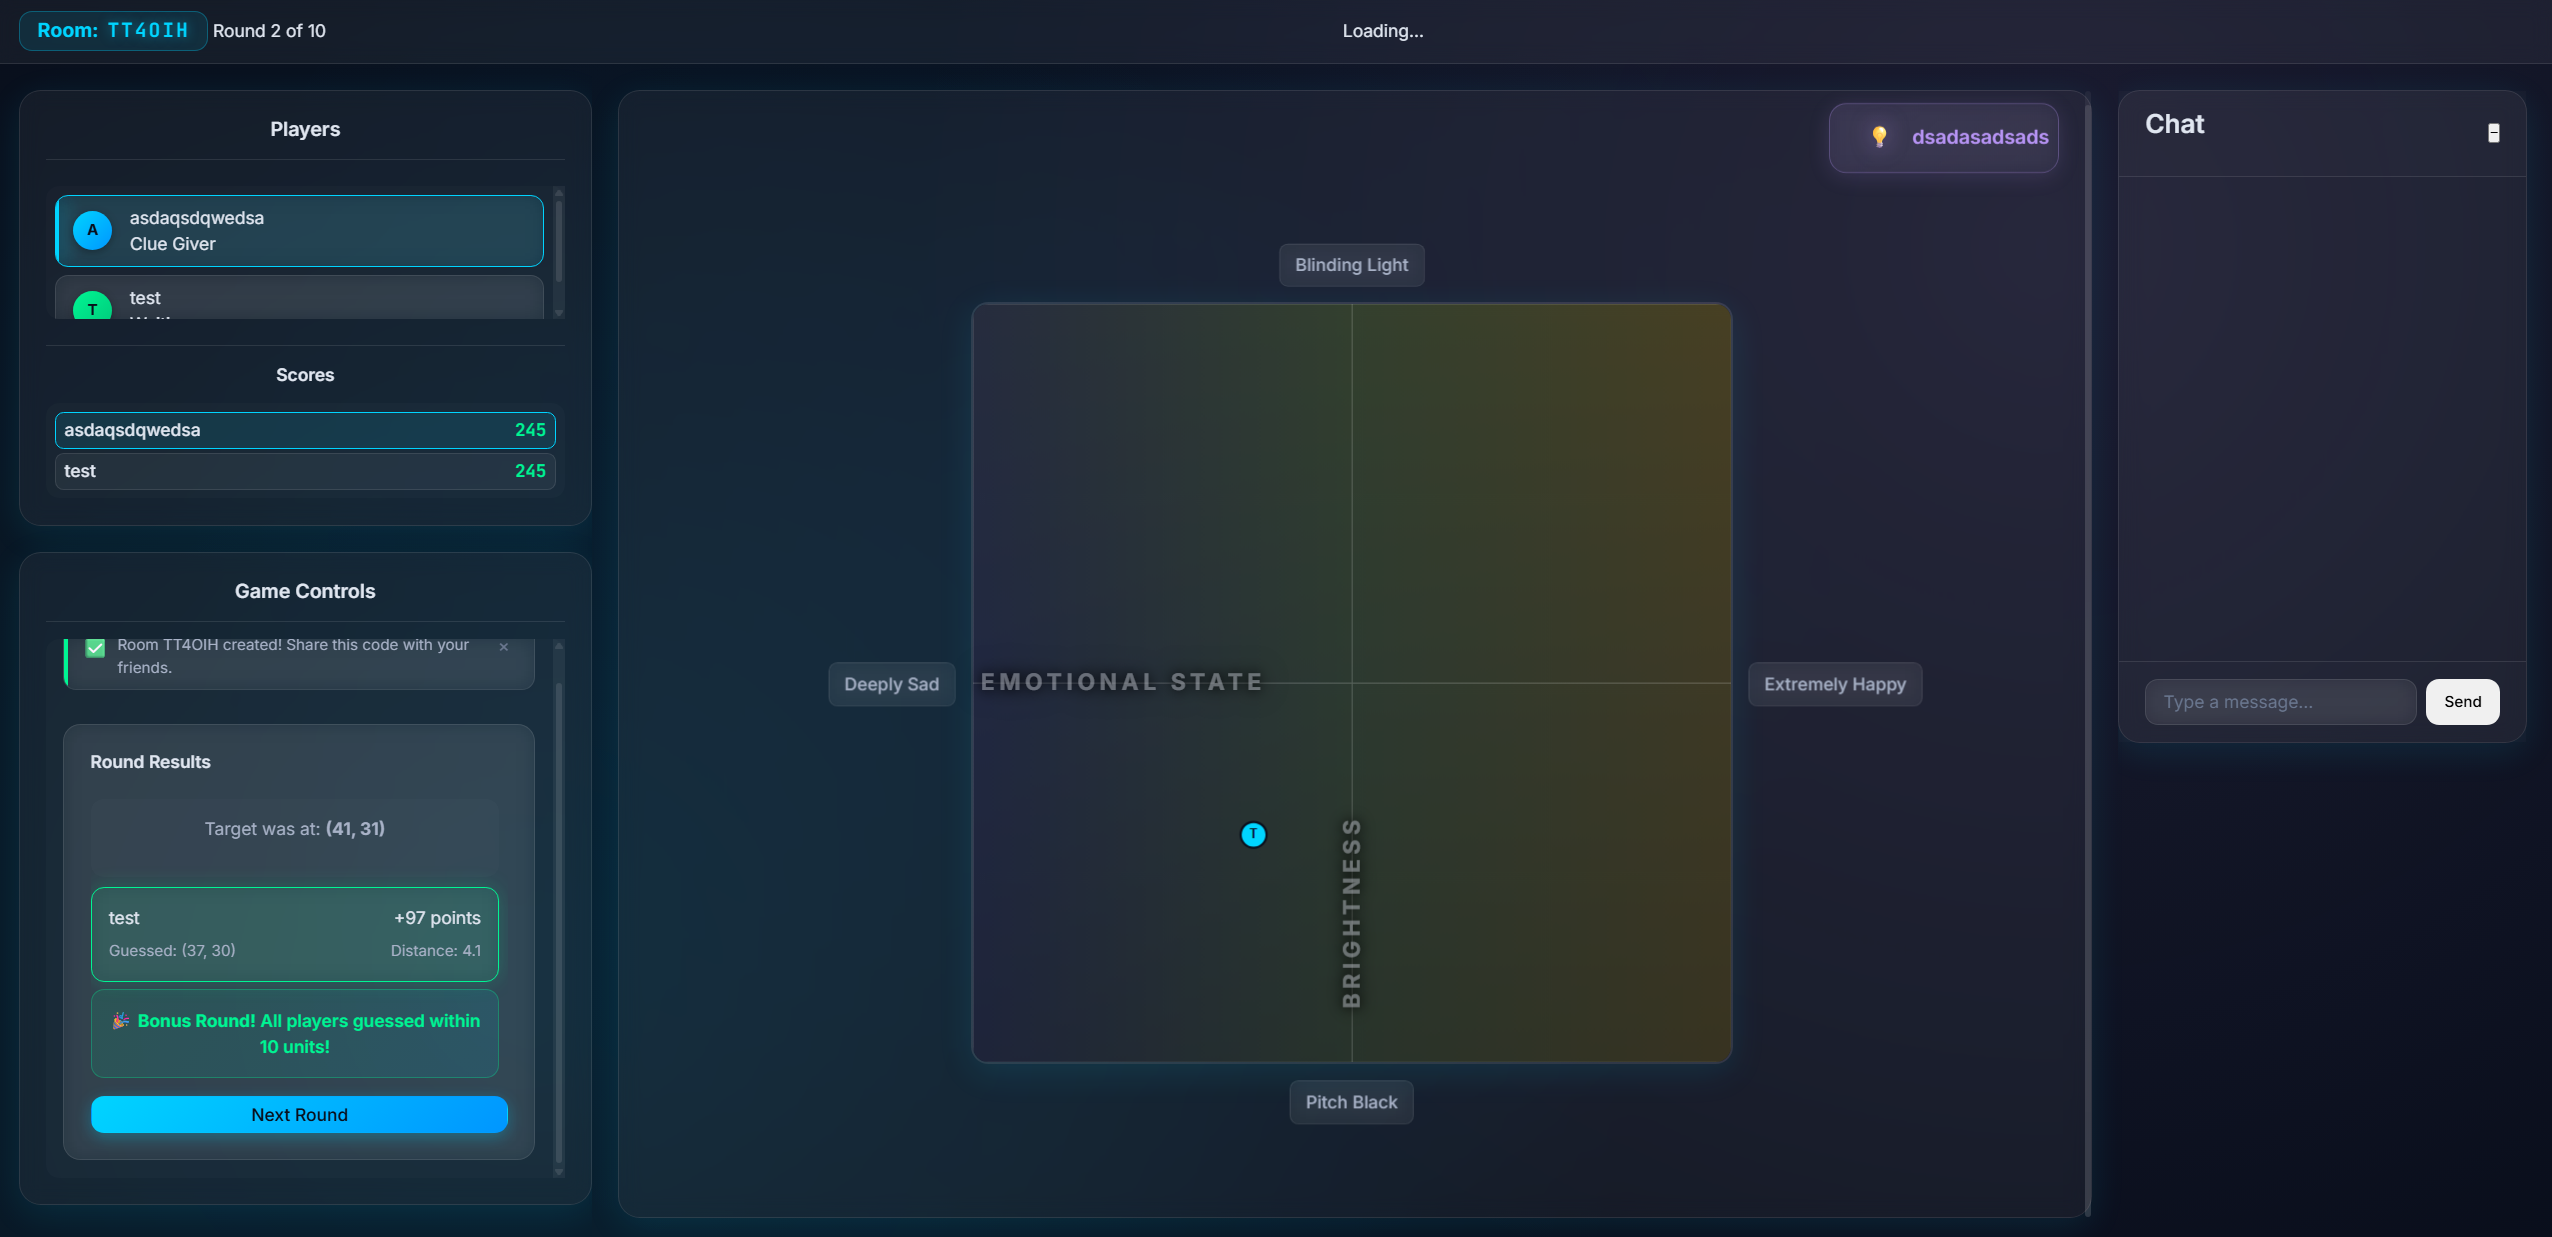 Room: TT4OIH Round 2 of 10
Loading...
Players
A
asdaqsdqwedsa
Clue Giver
T
test
Scores
asdaqsdqwedsa 245
test 245
Game Controls
Room TT4OIH created! Share this code with your
friends.
×
Round Results
Target was at: (41, 31)
test +97 points
Guessed: (37, 30) Distance: 4.1
Bonus Round! All players guessed within
10 units!
Next Round
dsadasadsads
Blinding Light
Deeply Sad
EMOTIONAL STATE
Extremely Happy
T
BRIGHTNESS
Pitch Black
Chat
−
Type a message...
Send